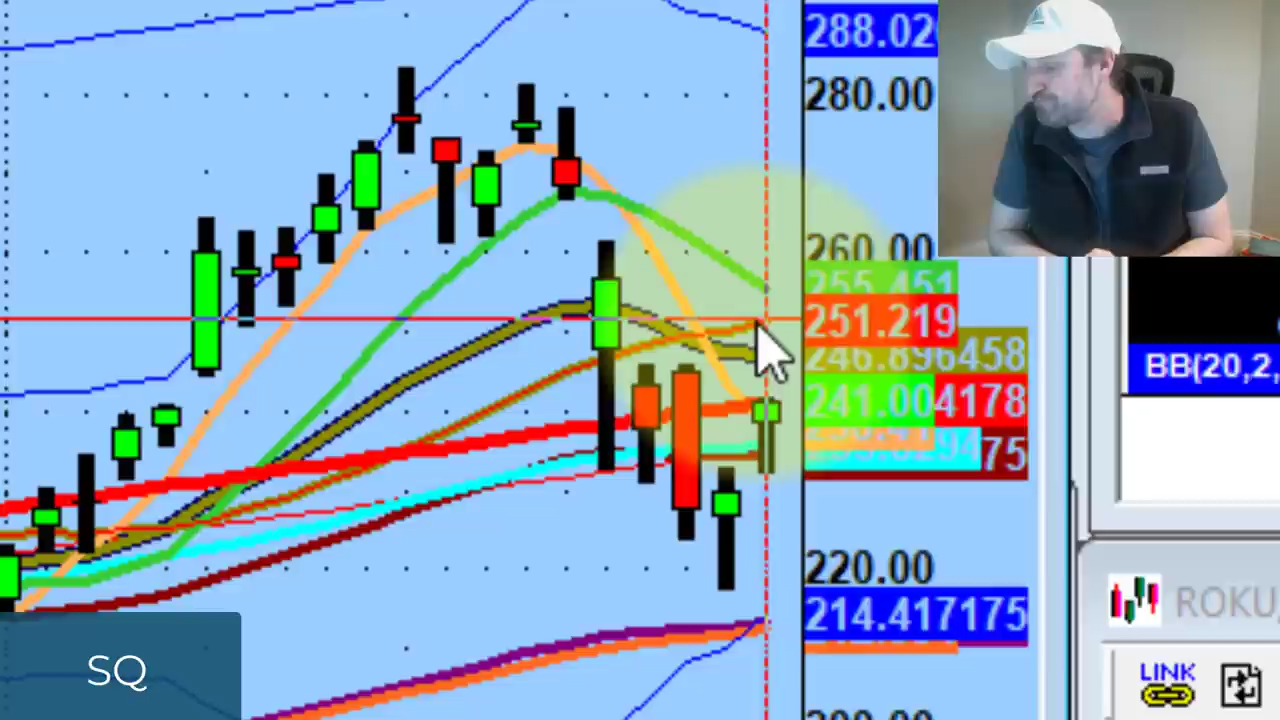 288.02
280.00
260.00
255.451
251.219
246.896458
241.004178
75
BB(20,2,
220.00
214.417175
ROKU
SQ
LINK